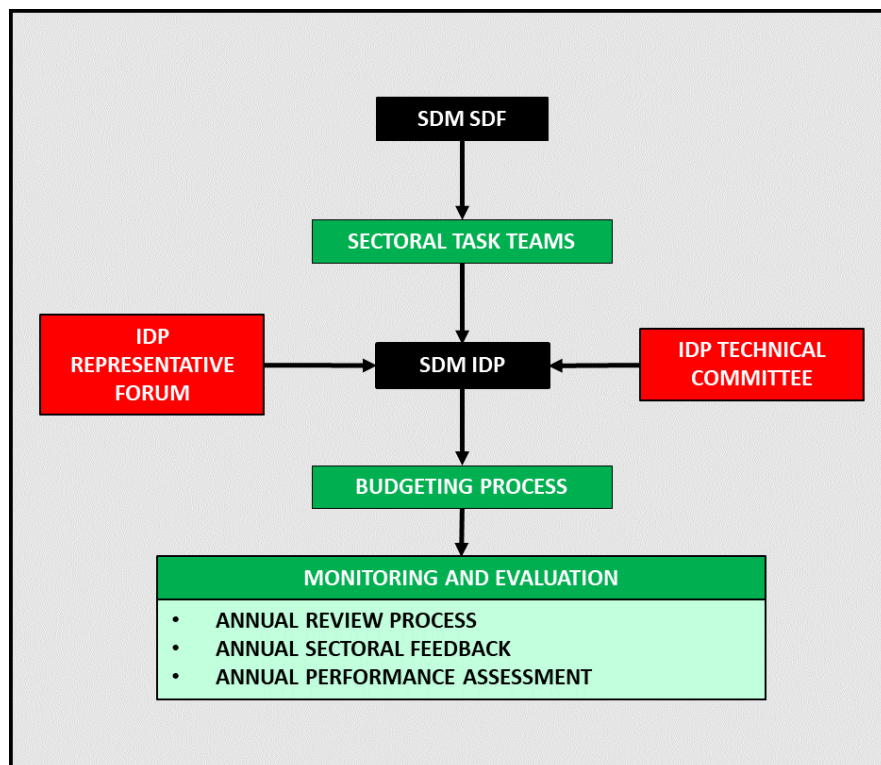 SDM SDF
SECTORAL TASK TEAMS
IDP
REPRESENTATIVE
FORUM
SDM IDP
IDP TECHNICAL
COMMITTEE
BUDGETING PROCESS
MONITORING AND EVALUATION
• ANNUAL REVIEW PROCESS
• ANNUAL SECTORAL FEEDBACK
• ANNUAL PERFORMANCE ASSESSMENT